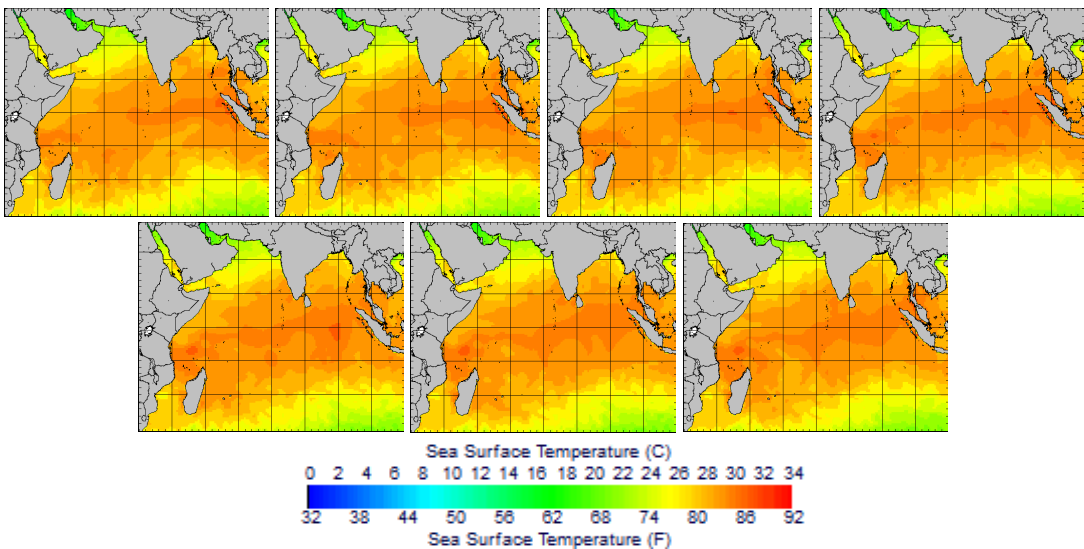 Sea Surface Temperature (C)
0 2 4 6 8 10 12 14 16 18 20 22 24 26 28 30 32 34
32 38 44 50 56 62 68 74 80 86 92
Sea Surface Temperature (F)